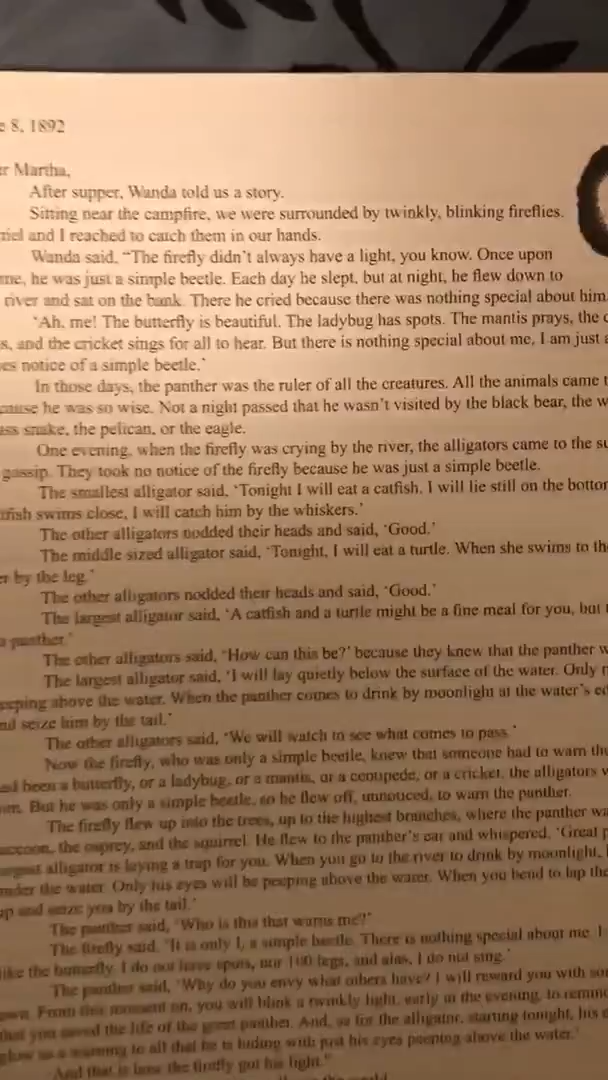 e 8, 1892
r Martha,
After supper, Wanda told us a story.
Sitting near the campfire, we were surrounded by twinkly, blinking fireflies.
niel and I reached to catch them in our hands.
Wanda said, “The firefly didn’t always have a light, you know. Once upon
me, he was just a simple beetle. Each day he slept, but at night, he flew down to
river and sat on the bank. There he cried because there was nothing special about him
‘Ah, me! The butterfly is beautiful. The ladybug has spots. The mantis prays, the c
s, and the cricket sings for all to hear. But there is nothing special about me, I am just a
es notice of a simple beetle.’
In those days, the panther was the ruler of all the creatures. All the animals came t
cause he was so wise. Not a night passed that he wasn’t visited by the black bear, the w
ass snake, the pelican, or the eagle.
One evening, when the firefly was crying by the river, the alligators came to the su
gossip. They took no notice of the firefly because he was just a simple beetle.
The smallest alligator said, ‘Tonight I will eat a catfish. I will lie still on the bottom
tfish swims close, I will catch him by the whiskers.’
The other alligators nodded their heads and said, ‘Good.’
The middle sized alligator said, ‘Tonight, I will eat a turtle. When she swims to th
er by the leg.’
The other alligators nodded their heads and said, ‘Good.’
The largest alligator said, ‘A catfish and a turtle might be a fine meal for you, but
a panther.’
The other alligators said, ‘How can this be?’ because they knew that the panther w
The largest alligator said, ‘I will lay quietly below the surface of the water. Only
eeping above the water. When the panther comes to drink by moonlight at the water’s ed
nd seize him by the tail.’
The other alligators said, ‘We will watch to see what comes to pass.’
Now the firefly, who was only a simple beetle, knew that someone had to warn the
ad been a butterfly, or a ladybug, or a mantis, or a centipede, or a cricket, the alligators w
om. But he was only a simple beetle, so he flew off, unnoticed, to warn the panther.
The firefly flew up into the trees, up to the highest branches, where the panther wa
accoon, the osprey, and the squirrel. He flew to the panther’s ear and whispered, ‘Great p
argest alligator is laying a trap for you. When you go to the river to drink by moonlight,
nder the water. Only his eyes will be peeping above the water. When you bend to lap the
up and seize you by the tail.’
The panther said, ‘Who is this that warns me?’
The firefly said, ‘It is only I, a simple beetle. There is nothing special about me. I
like the butterfly. I do not have spots, nor 100 legs, and alas, I do not sing.’
The panther said, ‘Why do you envy what others have? I will reward you with
own. From this moment on, you will blink a twinkly light, early in the evening, to remin
that you saved the life of the great panther. And, as for the alligator, starting tonight, his e
glow as a warning to all that he is hiding with just his eyes peeping above the water.’
And that is how the firefly got his light.”